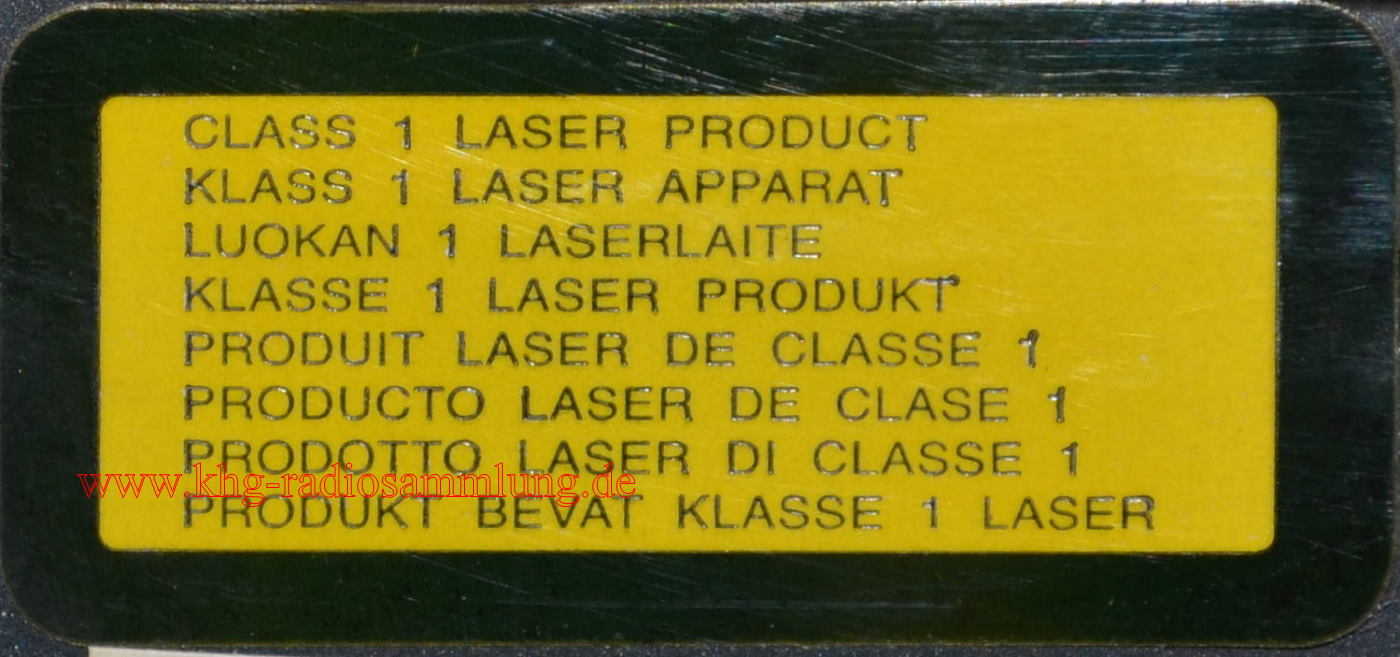 CLASS 1 LASER PRODUCT
KLASS 1 LASER APPARAT
LUOKAN 1 LASERLAITE
KLASSE 1 LASER PRODUKT
PRODUIT LASER DE CLASSE 1
PRODUCTO LASER DE CLASE 1
PRODOTTO LASER DI CLASSE 1
www.khg-radiosammlung.de
PRODUKT BEVAT KLASSE 1 LASER